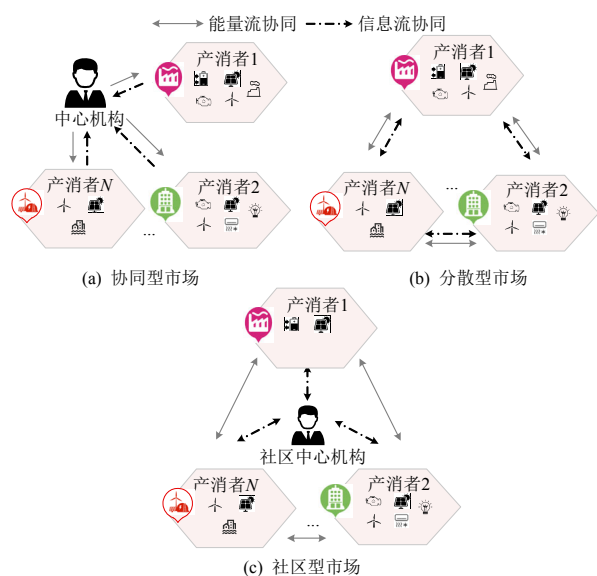 能量流协同 信息流协同
产消者1
中心机构
产消者N
产消者2
...
(a) 协同型市场
产消者1
产消者N
...
产消者2
(b) 分散型市场
产消者1
社区中心机构
产消者N
产消者2
...
(c) 社区型市场